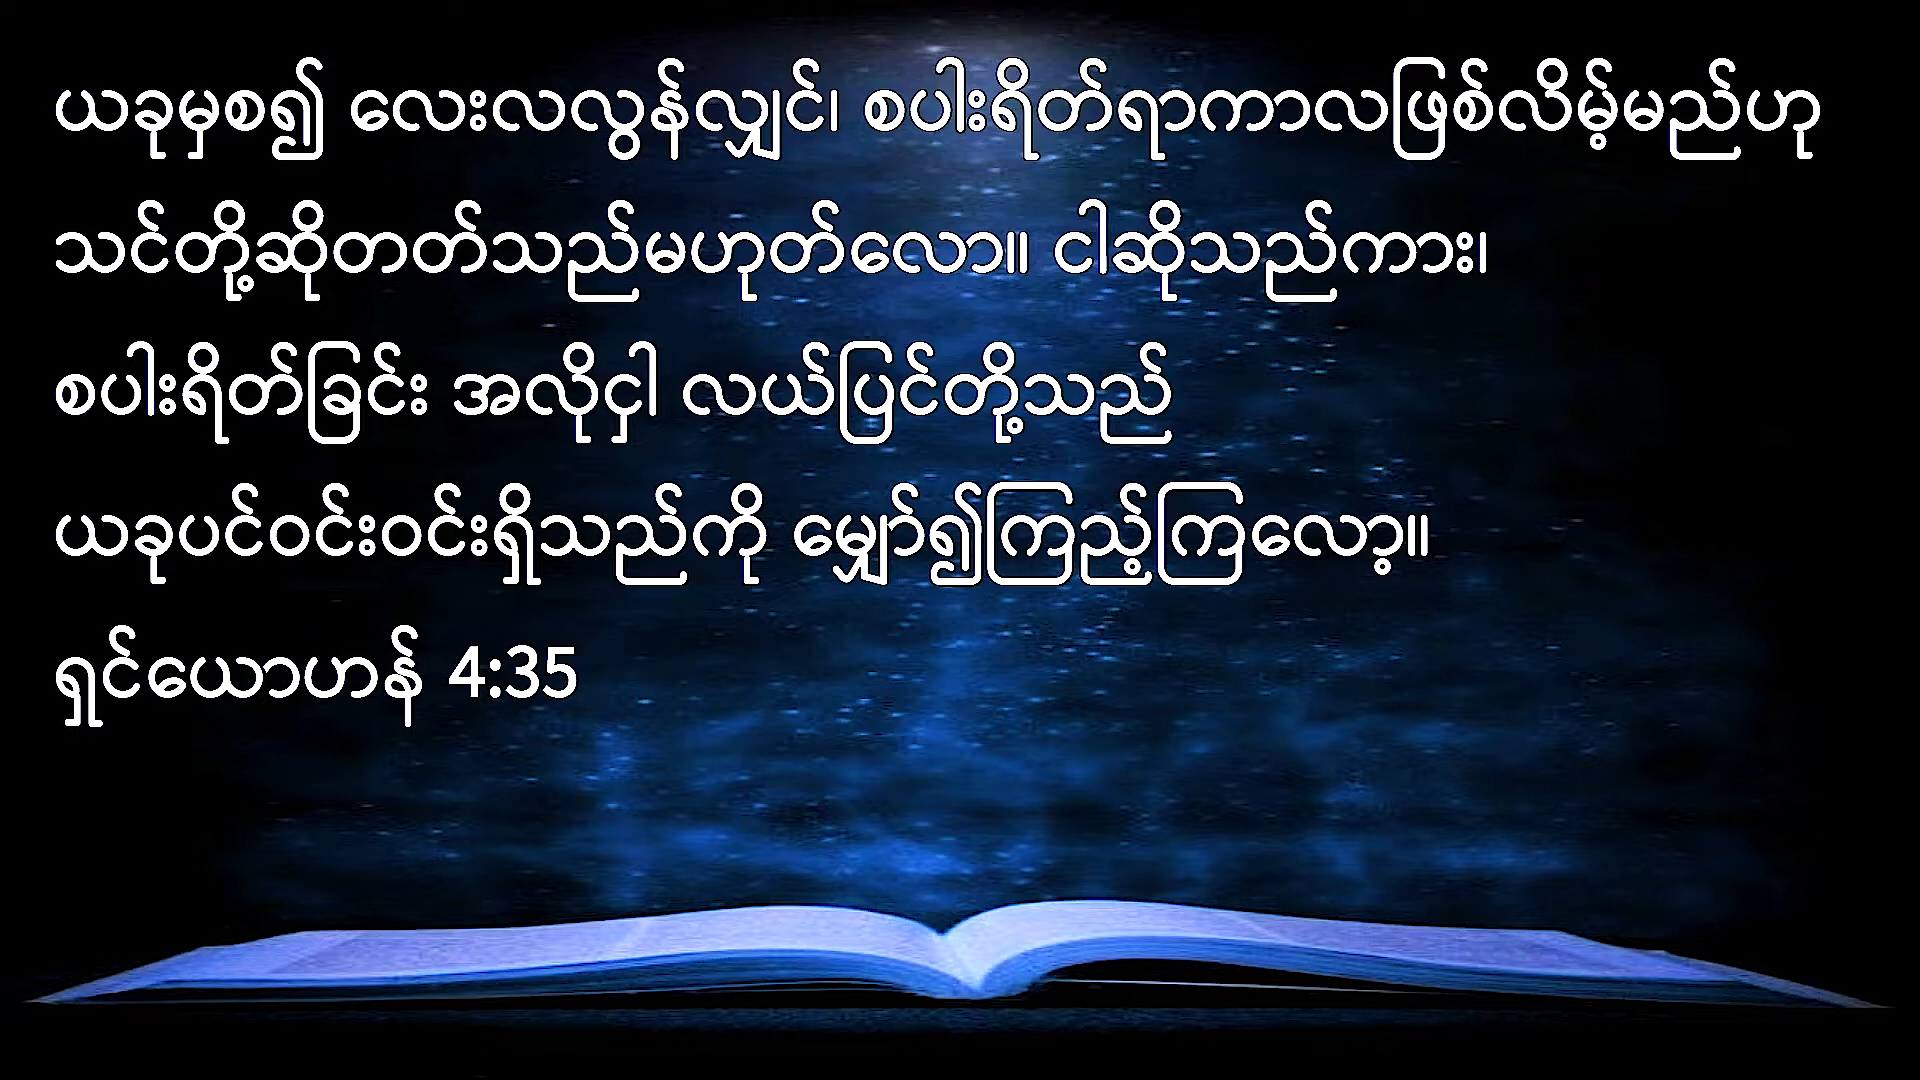 ယခုမှစ၍ လေးလလွန်လျှင်၊ စပါးရိတ်ရာကာလဖြစ်လိမ့်မည်ဟု
သင်တို့ဆိုတတ်သည်မဟုတ်လော။ ငါဆိုသည်ကား၊
စပါးရိတ်ခြင်း အလိုငှါ လယ်ပြင်တို့သည်
ယခုပင်ဝင်းဝင်းရှိသည်ကို မျှော်၍ကြည့်ကြလော့။
ရှင်ယောဟန် 4:35